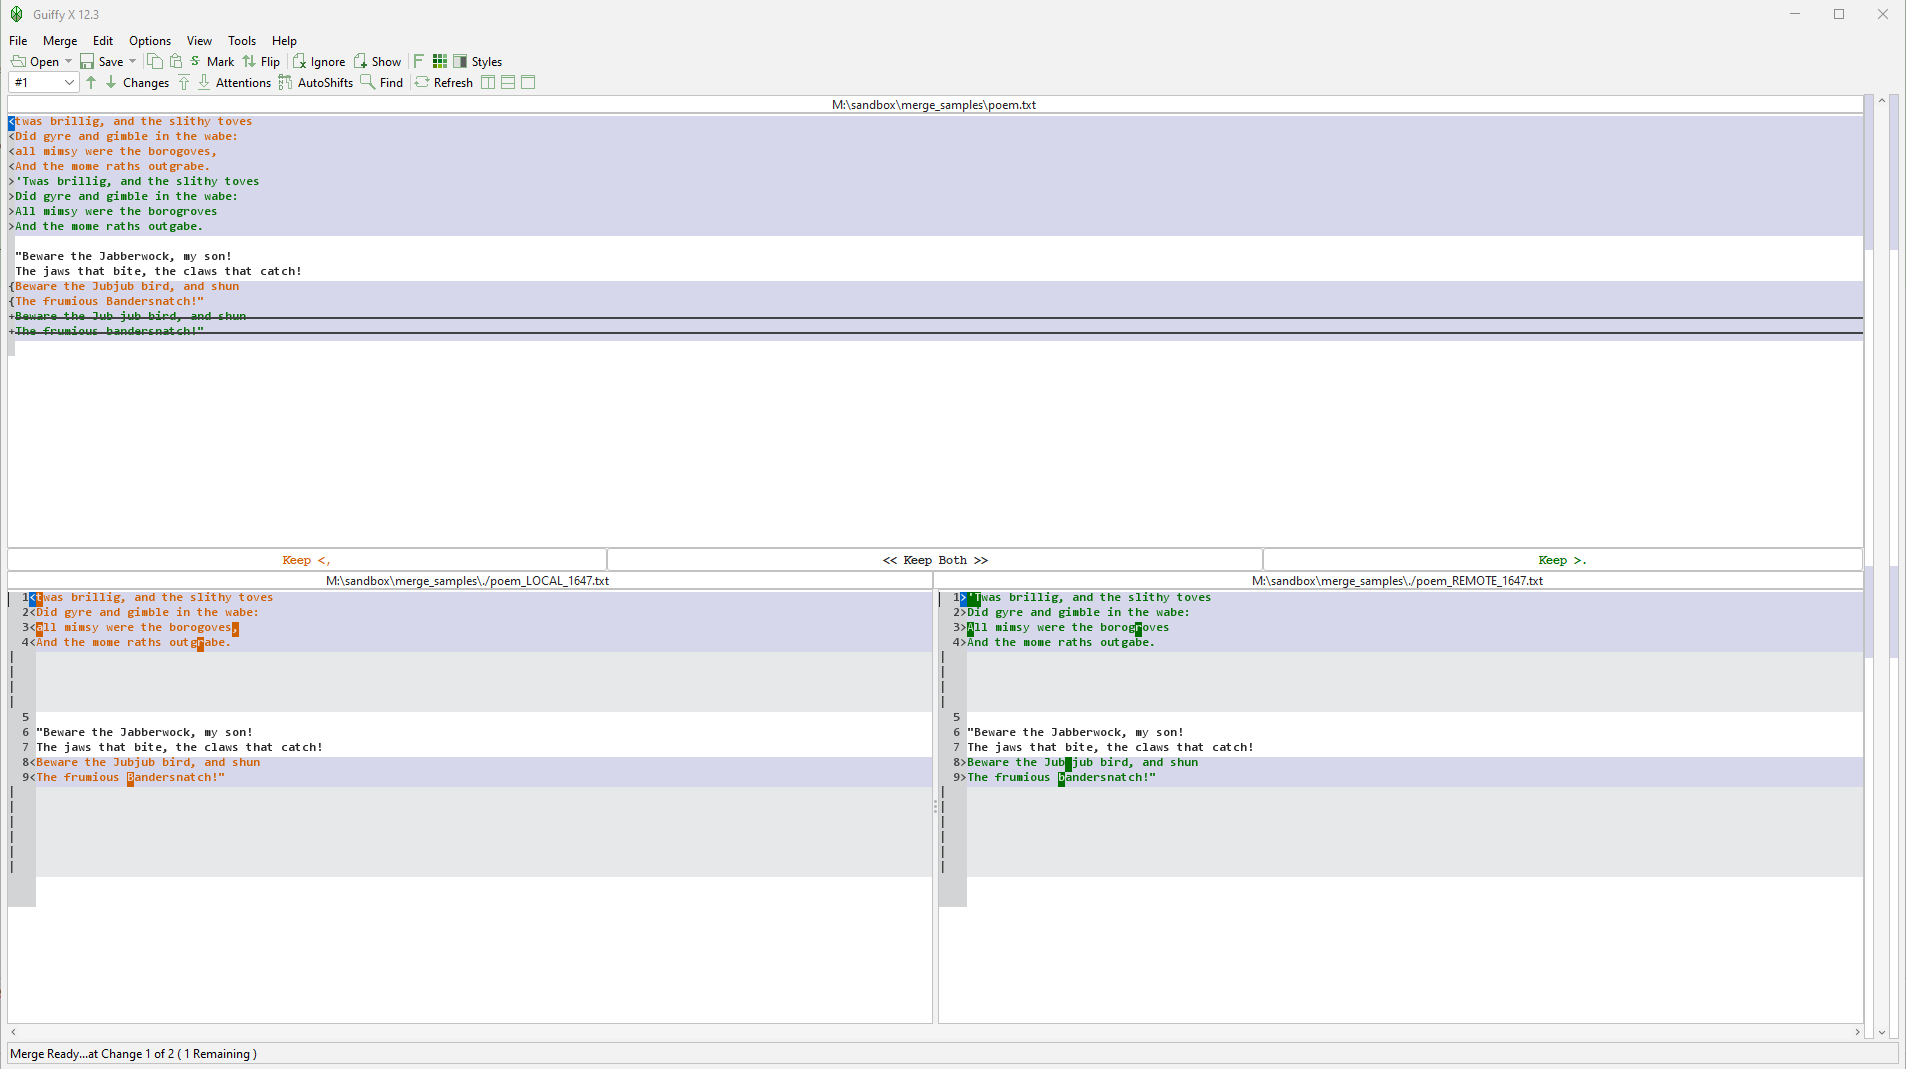 Guiffy X 12.3
File Merge Edit Options View Tools Help
Open Save Mark Flip Ignore Show F Styles
#1 Changes Attentions AutoShifts Find Refresh
M:\sandbox\merge_samples\poem.txt
<twas brillig, and the slithy toves
<Did gyre and gimble in the wabe:
<all mimsy were the borogoves,
<And the mome raths outgrabe.
>'Twas brillig, and the slithy toves
>Did gyre and gimble in the wabe:
>All mimsy were the borogroves
>And the mome raths outgabe.
"Beware the Jabberwock, my son!
The jaws that bite, the claws that catch!
{Beware the Jubjub bird, and shun
{The frumious Bandersnatch!"
+Beware the Jub jub bird, and shun
+The frumious bandersnatch!"
Keep <, << Keep Both >> Keep >.
M:\sandbox\merge_samples\./poem_LOCAL_1647.txt
1<twas brillig, and the slithy toves
2<Did gyre and gimble in the wabe:
3<all mimsy were the borogoves,
4<And the mome raths outgrabe.
5
6 "Beware the Jabberwock, my son!
7 The jaws that bite, the claws that catch!
8<Beware the Jubjub bird, and shun
9<The frumious Bandersnatch!"
M:\sandbox\merge_samples\./poem_REMOTE_1647.txt
1>'Twas brillig, and the slithy toves
2>Did gyre and gimble in the wabe:
3>All mimsy were the borogroves
4>And the mome raths outgabe.
5
6 "Beware the Jabberwock, my son!
7 The jaws that bite, the claws that catch!
8>Beware the Jub jub bird, and shun
9>The frumious bandersnatch!"
Merge Ready...at Change 1 of 2 ( 1 Remaining )